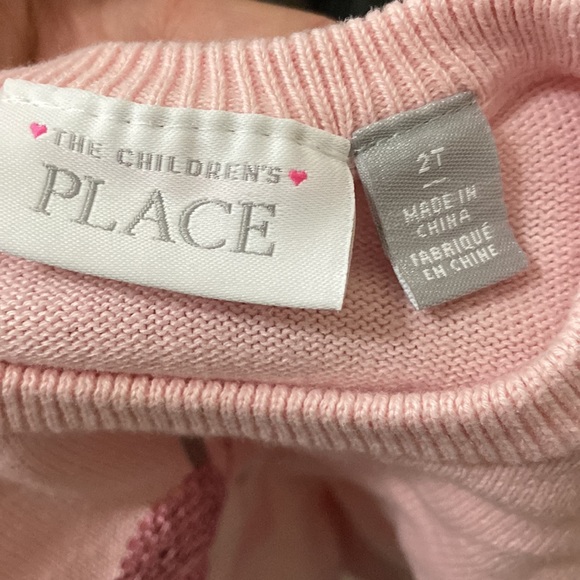 THE CHILDREN'S
PLACE
2T
MADE IN
CHINA
FABRIQUÉ
EN CHINE